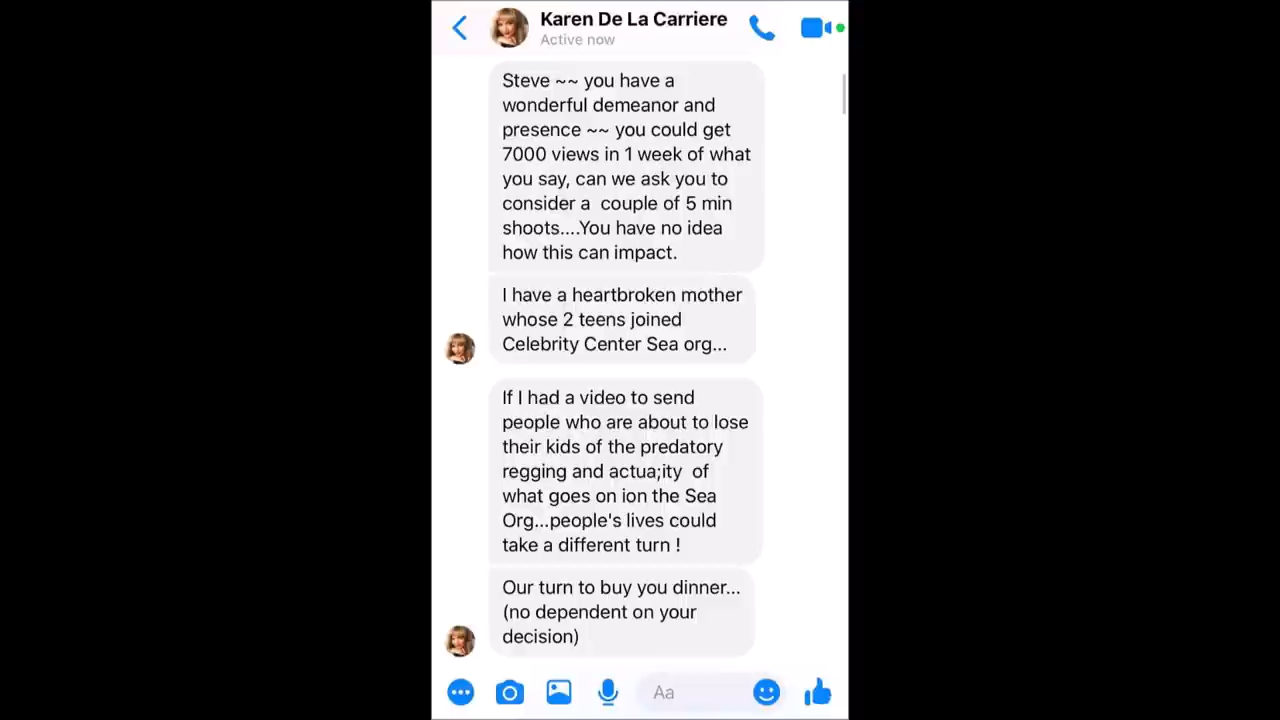 Karen De La Carriere
Active now
Steve ~~ you have a
wonderful demeanor and
presence ~~ you could get
7000 views in 1 week of what
you say, can we ask you to
consider a  couple of 5 min
shoots....You have no idea
how this can impact.
I have a heartbroken mother
whose 2 teens joined
Celebrity Center Sea org...
If I had a video to send
people who are about to lose
their kids of the predatory
regging and actua;ity  of
what goes on ion the Sea
Org...people's lives could
take a different turn !
Our turn to buy you dinner...
(no dependent on your
decision)
Aa